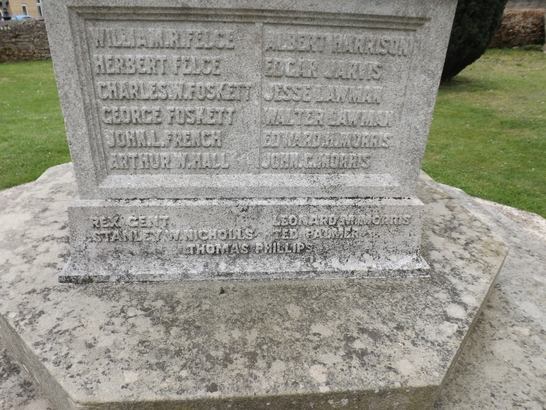 WILLIAM.R.FELCE
HERBERT FELCE
CHARLES.W.FOSKETT
GEORGE FOSKETT
JOHN.L.FRENCH
ARTHUR W.HALL
ALBERT HARRISON
EDGAR JARVIS
JESSE LAWMAN
WALTER LAWMAN
EDWARD.H.MORRIS
JOHN.C.MORRIS
REX GENT
STANLEY.W.NICHOLLS
LEONARD.W.MORRIS
TED PALMER
THOMAS PHILLIPS